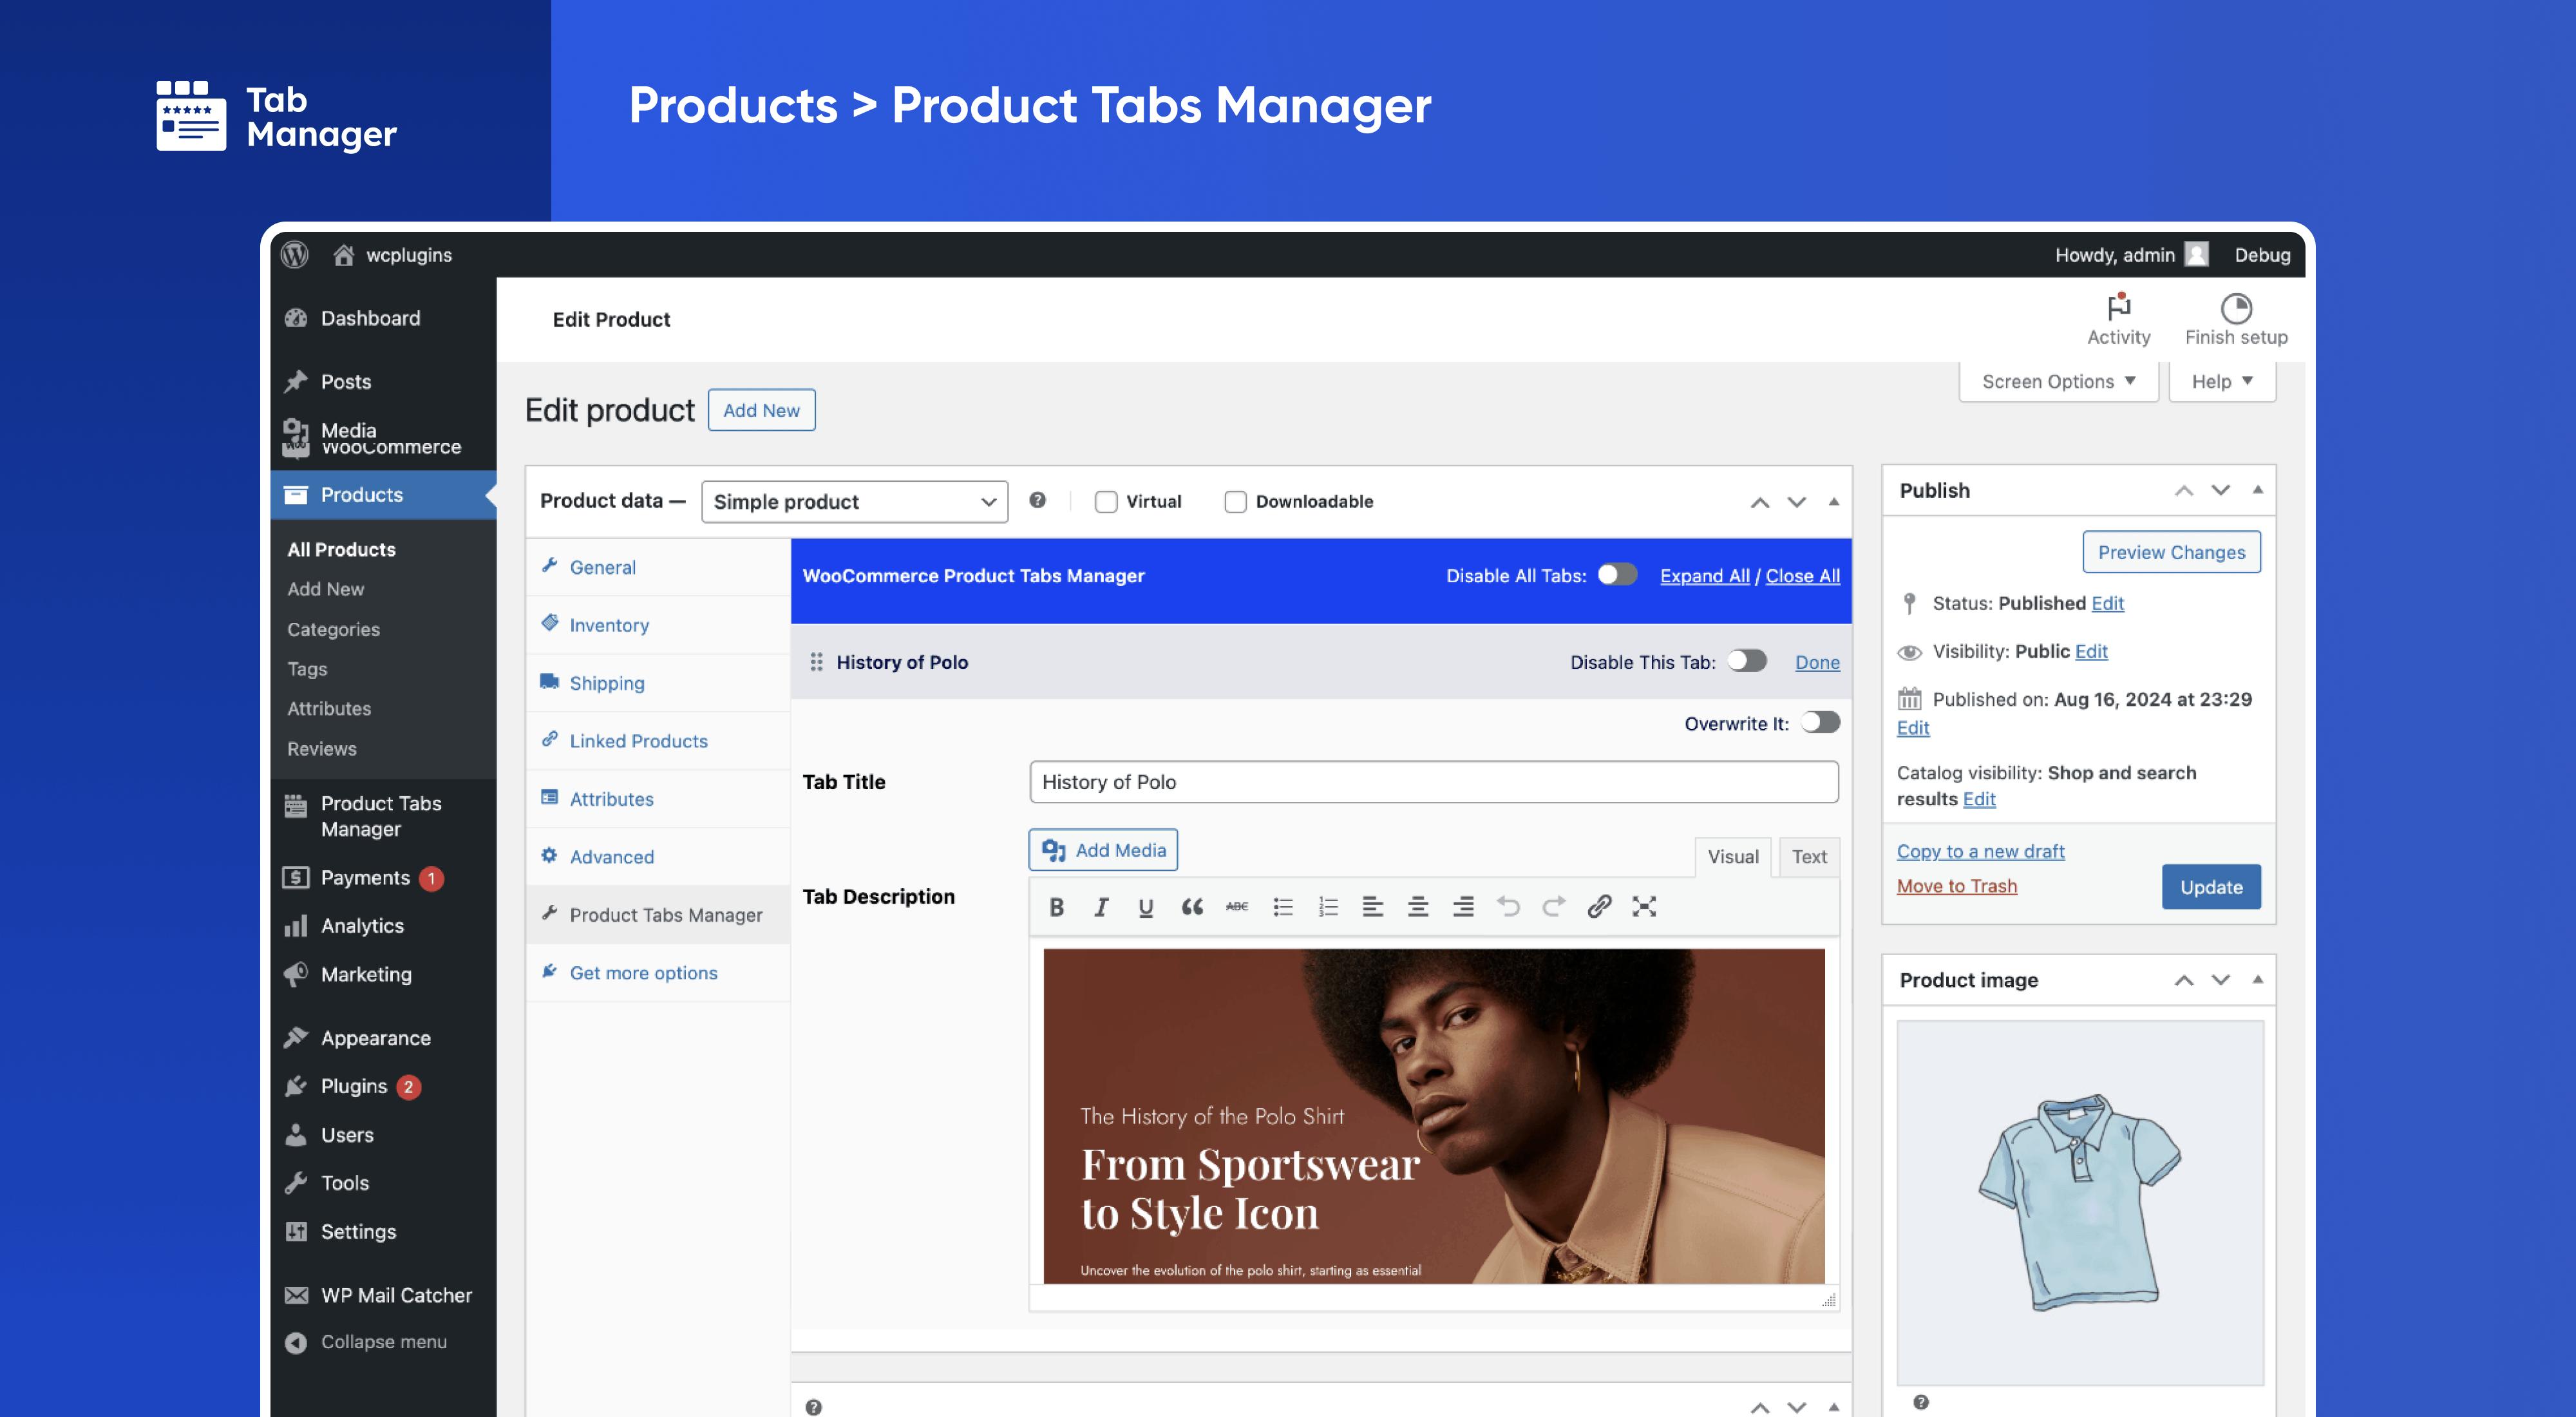 Tab
Manager
Products > Product Tabs Manager
wcplugins
Howdy, admin
Debug
Dashboard
Posts
Media
WooCommerce
Products
All Products
Add New
Categories
Tags
Attributes
Reviews
Product Tabs
Manager
Payments 1
Analytics
Marketing
Appearance
Plugins 2
Users
Tools
Settings
WP Mail Catcher
Collapse menu
Edit Product
Activity
Finish setup
Screen Options
Help
Edit product
Add New
Product data —
Simple product
Virtual
Downloadable
General
Inventory
Shipping
Linked Products
Attributes
Advanced
Product Tabs Manager
Get more options
WooCommerce Product Tabs Manager
Disable All Tabs:
Expand All / Close All
History of Polo
Disable This Tab:
Done
Overwrite It:
Tab Title
History of Polo
Add Media
Visual
Text
Tab Description
B I U ABC
The History of the Polo Shirt
From Sportswear
to Style Icon
Uncover the evolution of the polo shirt, starting as essential
Publish
Preview Changes
Status: Published Edit
Visibility: Public Edit
Published on: Aug 16, 2024 at 23:29
Edit
Catalog visibility: Shop and search
results Edit
Copy to a new draft
Move to Trash
Update
Product image